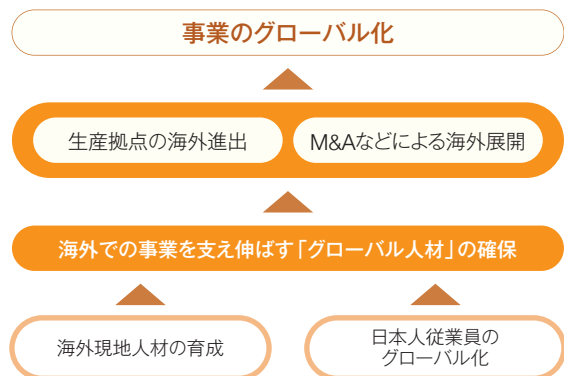 事業のグローバル化
生産拠点の海外進出
M&Aなどによる海外展開
海外での事業を支え伸ばす「グローバル人材」の確保
海外現地人材の育成
日本人従業員の
グローバル化